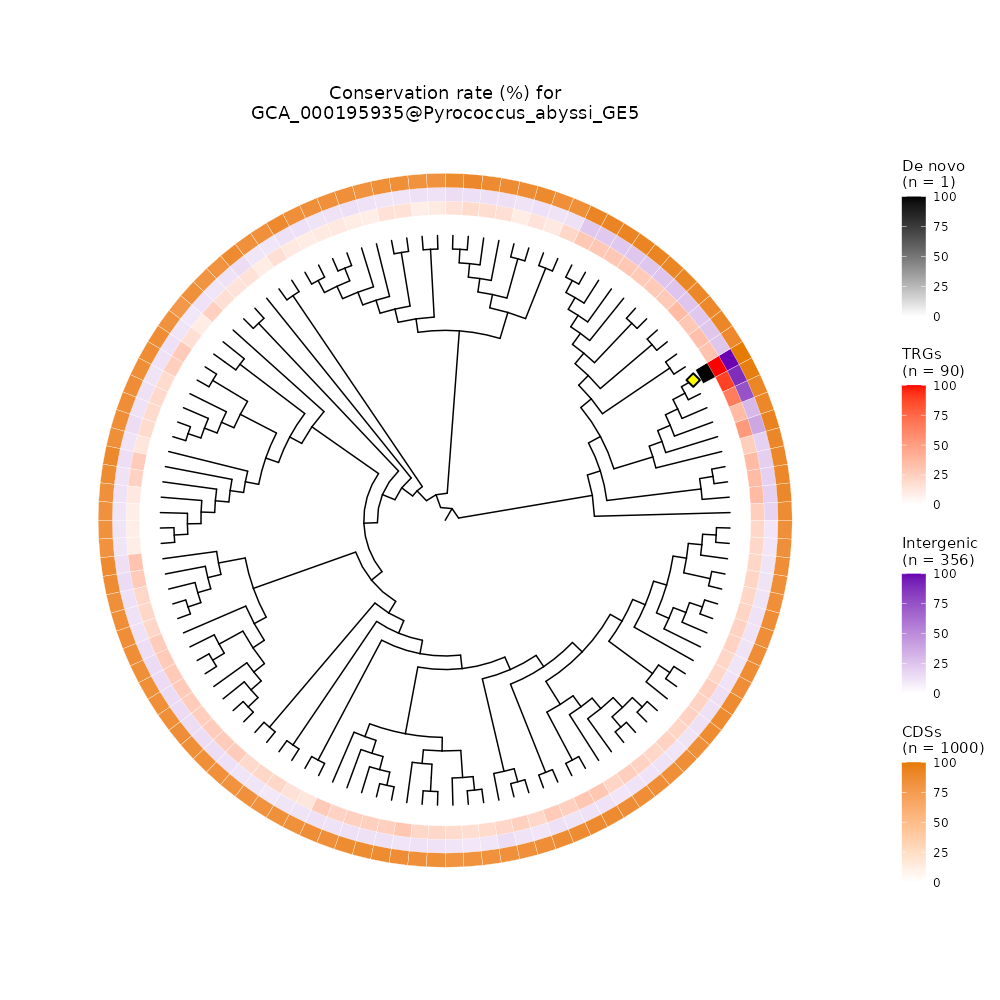 Conservation rate (%) for
GCA_000195935@Pyrococcus_abyssi_GE5
De novo
(n = 1)
100
75
50
25
0
TRGs
(n = 90)
100
75
50
25
0
Intergenic
(n = 356)
100
75
50
25
0
CDSs
(n = 1000)
100
75
50
25
0